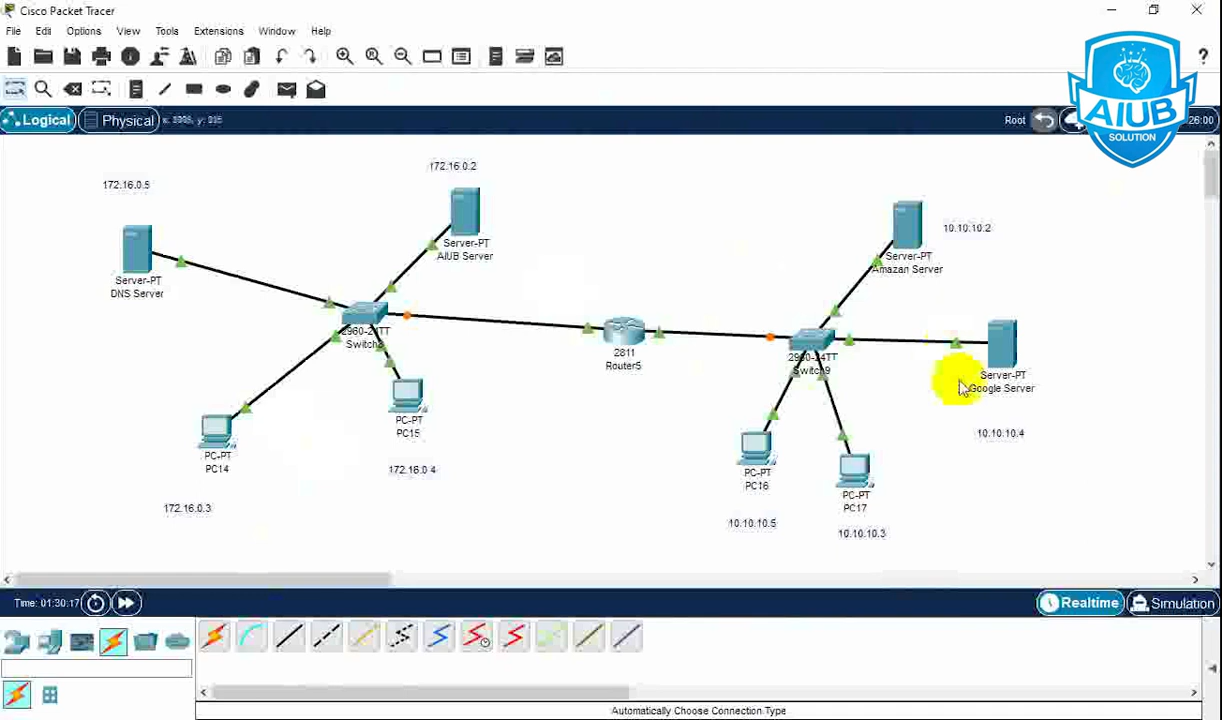 Cisco Packet Tracer
File Edit Options View Tools Extensions Window Help
?
AIUB
SOLUTION
Logical Physical
Root
172.16.0.2
172.16.0.5
Server-PT
AIUB Server
10.10.10.2
Server-PT
DNS Server
Server-PT
Amazan Server
2811
Router5
Server-PT
Google Server
PC-PT
PC15
10.10.10.4
PC-PT
PC14
172.16.0 4
PC-PT
PC16
PC-PT
PC17
172.16.0.3
10.10.10.5
10.10.10.3
Time: 01:30:17 Realtime Simulation
Automatically Choose Connection Type